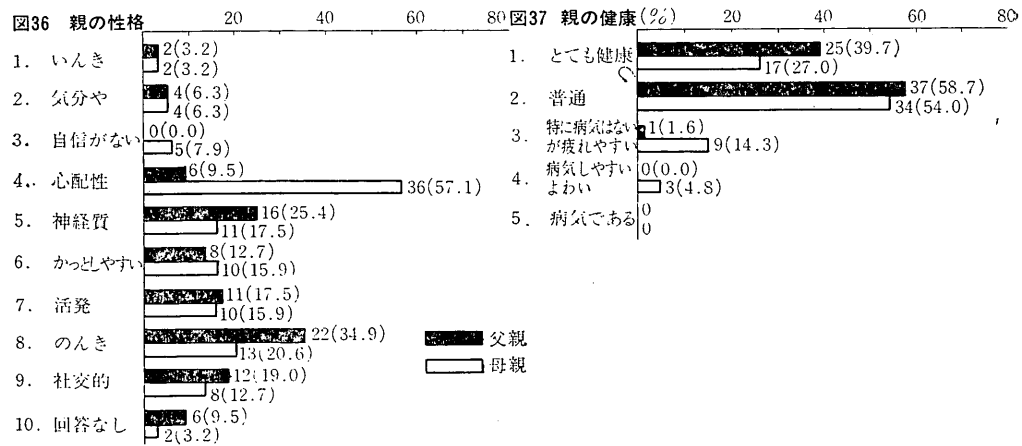 図36 親の性格
20 40 60 80
1. いんき
2(3.2)
2(3.2)
2. 気分や
4(6.3)
4(6.3)
3. 自信がない
0(0.0)
5(7.9)
4. 心配性
6(9.5)
36(57.1)
5. 神経質
16(25.4)
11(17.5)
6. かっとしやすい
8(12.7)
10(15.9)
7. 活発
11(17.5)
10(15.9)
8. のんき
22(34.9)
13(20.6)
9. 社交的
12(19.0)
8(12.7)
10. 回答なし
6(9.5)
2(3.2)
父親
母親
図37 親の健康(%)
20 40 60 80
1. とても健康
25(39.7)
17(27.0)
2. 普通
37(58.7)
34(54.0)
3. 特に病気はない
が疲れやすい
1(1.6)
9(14.3)
4. 病気しやすい
よわい
0(0.0)
3(4.8)
5. 病気である
0
0